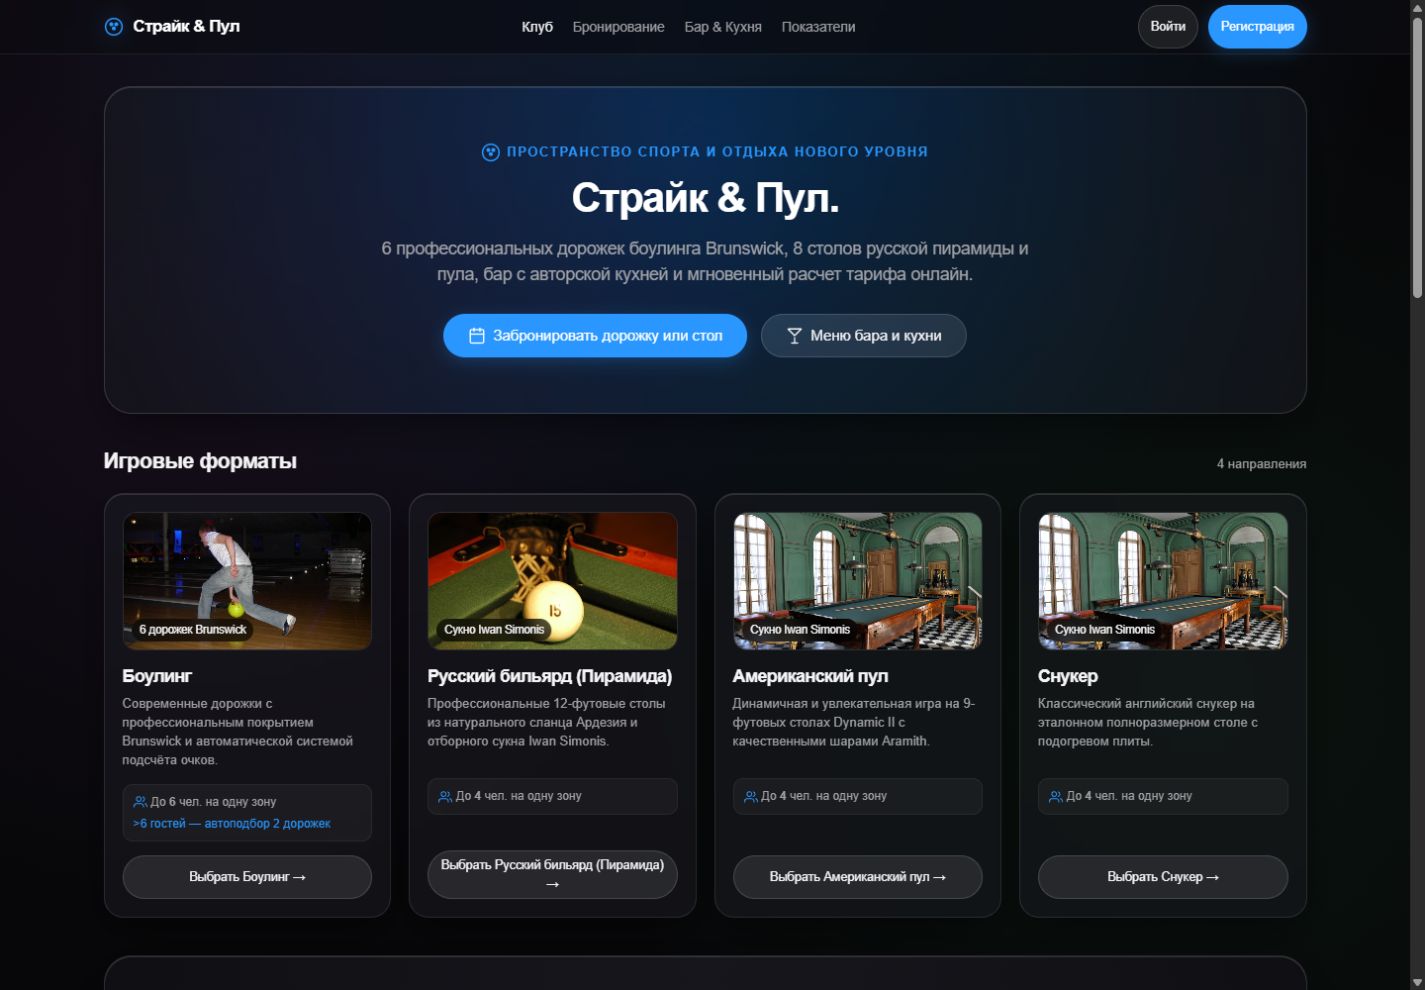 Страйк & Пул
Клуб
Бронирование
Бар & Кухня
Показатели
Войти
Регистрация
ПРОСТРАНСТВО СПОРТА И ОТДЫХА НОВОГО УРОВНЯ
Страйк & Пул.
6 профессиональных дорожек боулинга Brunswick, 8 столов русской пирамиды и
пула, бар с авторской кухней и мгновенный расчет тарифа онлайн.
Забронировать дорожку или стол
Меню бара и кухни
Игровые форматы
4 направления
6 дорожек Brunswick
Боулинг
Современные дорожки с
профессиональным покрытием
Brunswick и автоматической системой
подсчёта очков.
До 6 чел. на одну зону
>6 гостей — автоподбор 2 дорожек
Выбрать Боулинг →
15
Сукно Iwan Simonis
Русский бильярд (Пирамида)
Профессиональные 12-футовые столы
из натурального сланца Ардезия и
отборного сукна Iwan Simonis.
До 4 чел. на одну зону
Выбрать Русский бильярд (Пирамида)
→
Сукно Iwan Simonis
Американский пул
Динамичная и увлекательная игра на 9-
футовых столах Dynamic II с
качественными шарами Aramith.
До 4 чел. на одну зону
Выбрать Американский пул →
Сукно Iwan Simonis
Снукер
Классический английский снукер на
эталонном полноразмерном столе с
подогревом плиты.
До 4 чел. на одну зону
Выбрать Снукер →